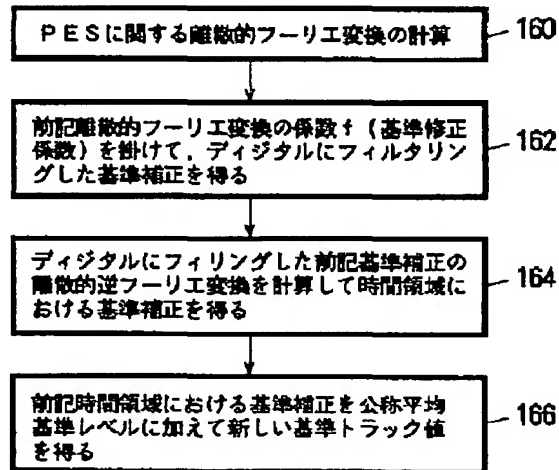 PESに関する離散的フーリエ変換の計算
160
前記離散的フーリエ変換の係数f(基準修正
係数)を掛けて,ディジタルにフィルタリン
グした基準補正を得る
162
ディジタルにフィリングした前記基準補正の
離散的逆フーリエ変換を計算して時間領域に
おける基準補正を得る
164
前記時間領域における基準補正を公称平均
基準レベルに加えて新しい基準トラック値
を得る
166